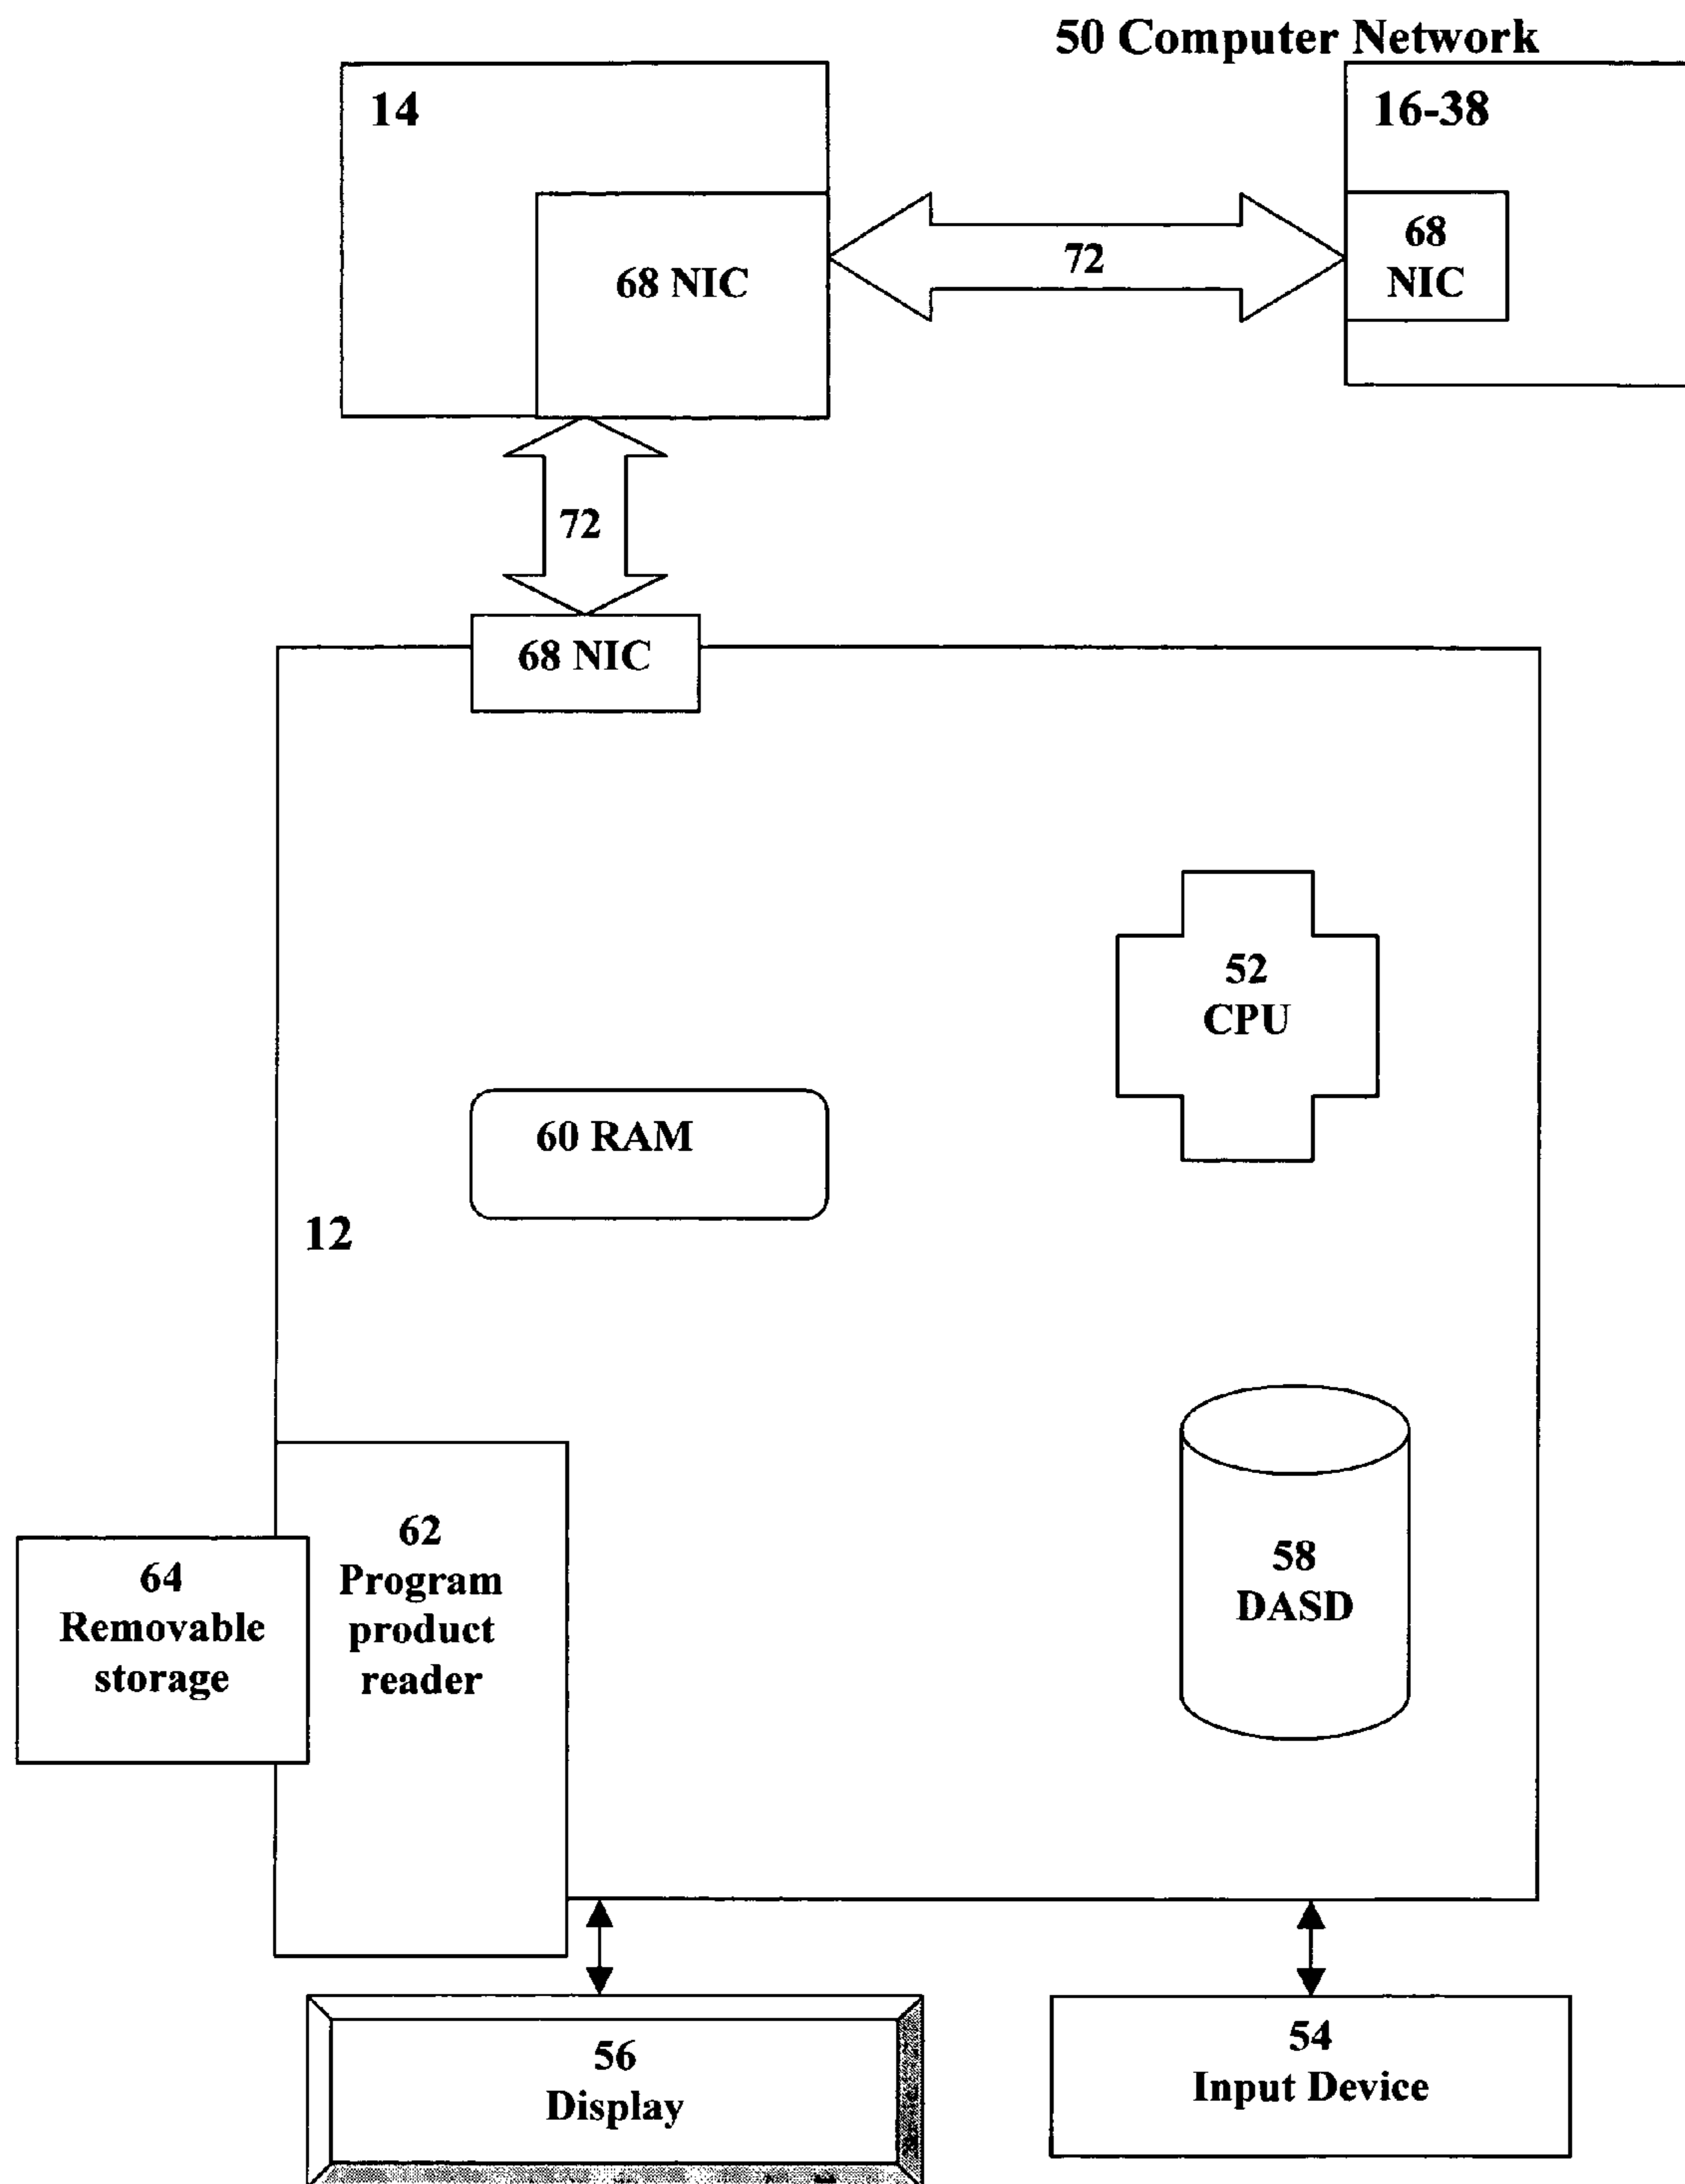 50 Computer Network
14
16-38
68 NIC
72
68
NIC
72
68 NIC
52
CPU
60 RAM
12
62
Program
product
reader
64
Removable
storage
58
DASD
56
Display
54
Input Device